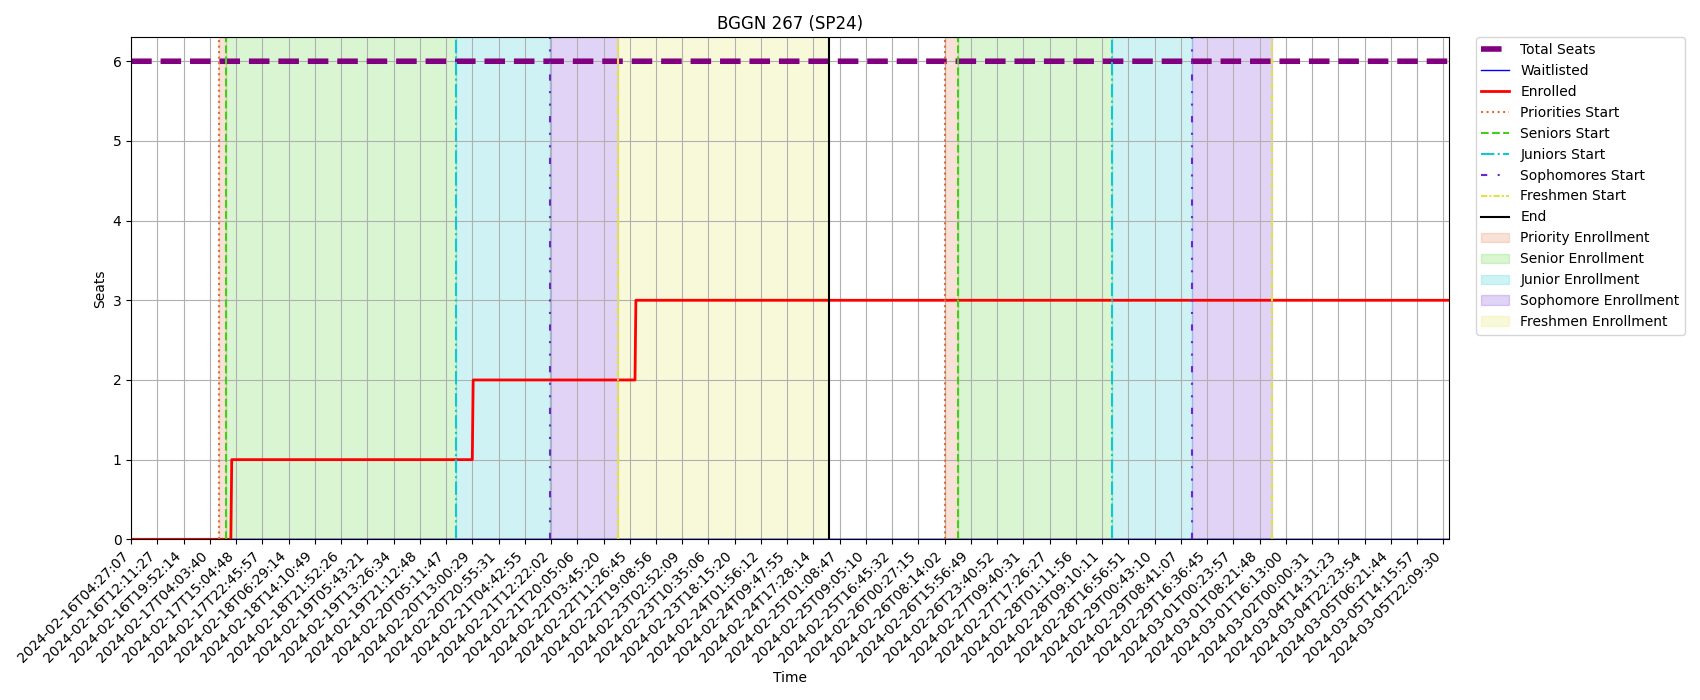 BGGN 267 (SP24)
Total Seats
Waitlisted
Enrolled
Priorities Start
Seniors Start
Juniors Start
Sophomores Start
Freshmen Start
End
Priority Enrollment
Senior Enrollment
Junior Enrollment
Sophomore Enrollment
Freshmen Enrollment
Seats
6
5
4
3
2
1
0
2024-02-16T04:27:07
2024-02-16T12:11:27
2024-02-16T19:52:14
2024-02-17T04:03:40
2024-02-17T15:04:48
2024-02-17T22:45:57
2024-02-18T06:29:14
2024-02-18T14:10:49
2024-02-18T21:52:26
2024-02-19T05:43:21
2024-02-19T13:26:34
2024-02-19T21:12:48
2024-02-20T05:11:47
2024-02-20T13:00:29
2024-02-20T20:55:31
2024-02-21T04:42:55
2024-02-21T12:22:02
2024-02-21T20:05:06
2024-02-22T03:45:20
2024-02-22T11:26:45
2024-02-22T19:08:56
2024-02-23T02:52:09
2024-02-23T10:35:06
2024-02-23T18:15:20
2024-02-24T01:56:12
2024-02-24T09:47:55
2024-02-24T17:28:14
2024-02-25T01:08:47
2024-02-25T09:05:10
2024-02-25T16:45:32
2024-02-26T00:27:15
2024-02-26T08:14:02
2024-02-26T15:56:49
2024-02-26T23:40:52
2024-02-27T09:40:31
2024-02-27T17:26:27
2024-02-28T01:11:56
2024-02-28T09:10:11
2024-02-28T16:56:51
2024-02-29T00:43:10
2024-02-29T08:41:07
2024-02-29T16:36:45
2024-03-01T00:23:57
2024-03-01T08:21:48
2024-03-01T16:13:00
2024-03-02T00:00:31
2024-03-04T14:31:23
2024-03-04T22:23:54
2024-03-05T06:21:44
2024-03-05T14:15:57
2024-03-05T22:09:30
Time